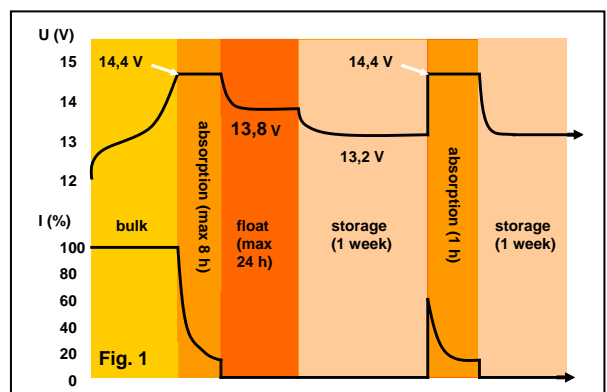 U (V)
15
14
13
12
14,4 V
13,8 V
13,2 V
14,4 V
I (%)
100
80
60
40
20
0
bulk
absorption (max 8 h)
float
(max
24 h)
storage
(1 week)
absorption (1 h)
storage
(1 week)
Fig. 1